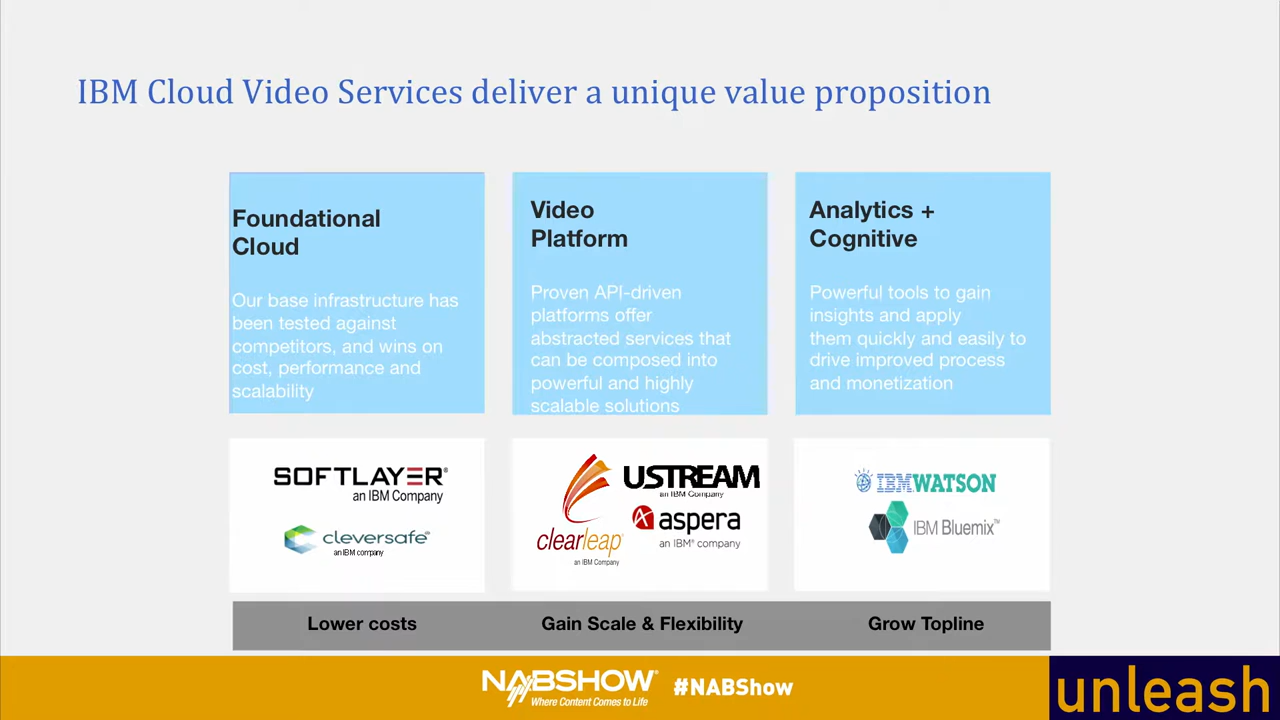 IBM Cloud Video Services deliver a unique value proposition
Foundational
Cloud
Our base infrastructure has
been tested against
competitors, and wins on
cost, performance and
scalability
Video
Platform
Proven API-driven
platforms offer
abstracted services that
can be composed into
powerful and highly
scalable solutions
Analytics +
Cognitive
Powerful tools to gain
insights and apply
them quickly and easily to
drive improved process
and monetization
SOFTLAYER®
an IBM Company
cleversafe®
an IBM company
USTREAM
an IBM Company
aspera
an IBM® company
clearleap®
an IBM Company
IBMWATSON
IBM Bluemix™
Lower costs
Gain Scale & Flexibility
Grow Topline
NABSHOW®
Where Content Comes to Life
#NABShow
unleash